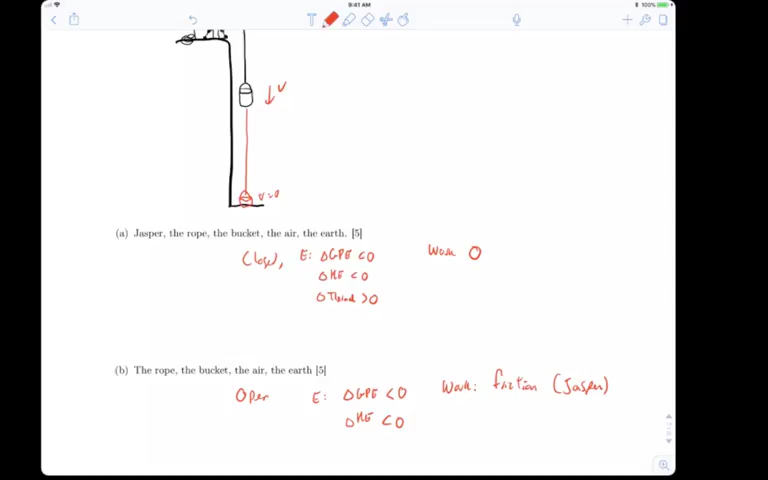 9:41 AM
100%
T
v
v=0
(a) Jasper, the rope, the bucket, the air, the earth. [5]
Closed, E: ΔGPE <0 Work 0
ΔKE <0
ΔThermal >0
(b) The rope, the bucket, the air, the earth [5]
Open E: ΔGPE <0 Work: friction (Jasper)
ΔKE <0